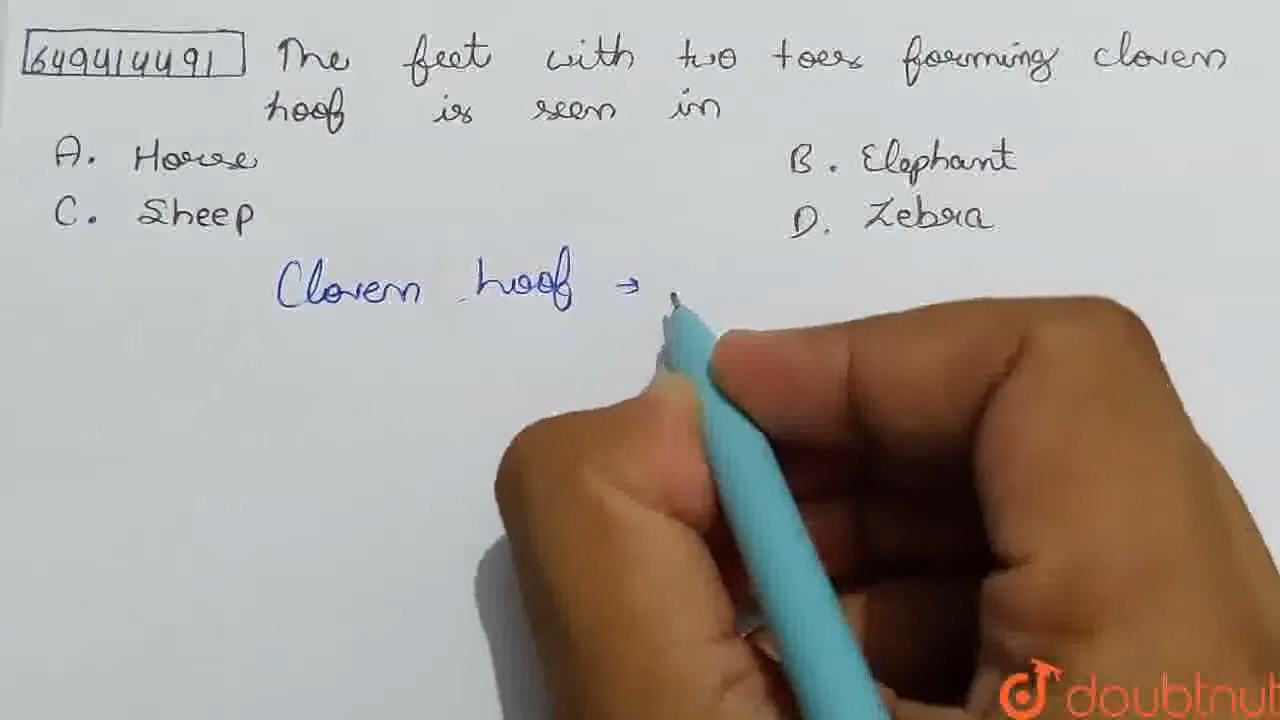 649414491 The feet with two toes forming cloven
hoof is seen in
A. Horse B. Elephant
C. Sheep D. Zebra
Cloven hoof →
doubtnut